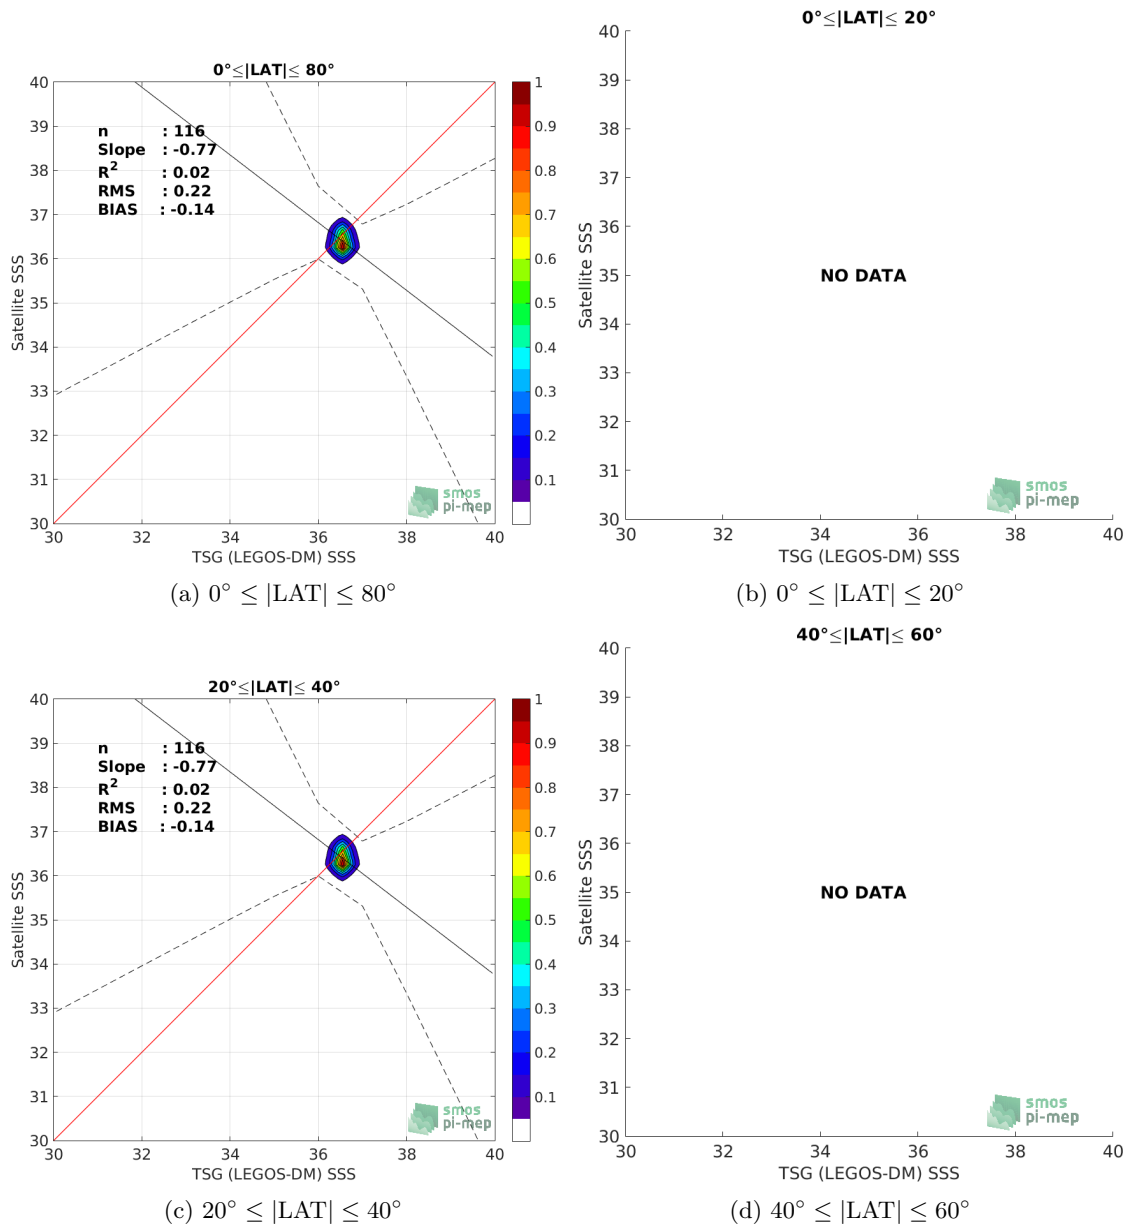 0°≤|LAT|≤ 80°
40
39
38
37
36
35
34
33
32
31
30
Satellite SSS
n : 116
Slope : -0.77
R² : 0.02
RMS : 0.22
BIAS : -0.14
1
0.9
0.8
0.7
0.6
0.5
0.4
0.3
0.2
0.1
smos
pi-mep
30 32 34 36 38 40
TSG (LEGOS-DM) SSS
(a) 0° ≤ |LAT| ≤ 80°
0°≤|LAT|≤ 20°
40
39
38
37
36
35
34
33
32
31
30
Satellite SSS
NO DATA
smos
pi-mep
30 32 34 36 38 40
TSG (LEGOS-DM) SSS
(b) 0° ≤ |LAT| ≤ 20°
20°≤|LAT|≤ 40°
40
39
38
37
36
35
34
33
32
31
30
Satellite SSS
n : 116
Slope : -0.77
R² : 0.02
RMS : 0.22
BIAS : -0.14
1
0.9
0.8
0.7
0.6
0.5
0.4
0.3
0.2
0.1
smos
pi-mep
30 32 34 36 38 40
TSG (LEGOS-DM) SSS
(c) 20° ≤ |LAT| ≤ 40°
40°≤|LAT|≤ 60°
40
39
38
37
36
35
34
33
32
31
30
Satellite SSS
NO DATA
smos
pi-mep
30 32 34 36 38 40
TSG (LEGOS-DM) SSS
(d) 40° ≤ |LAT| ≤ 60°